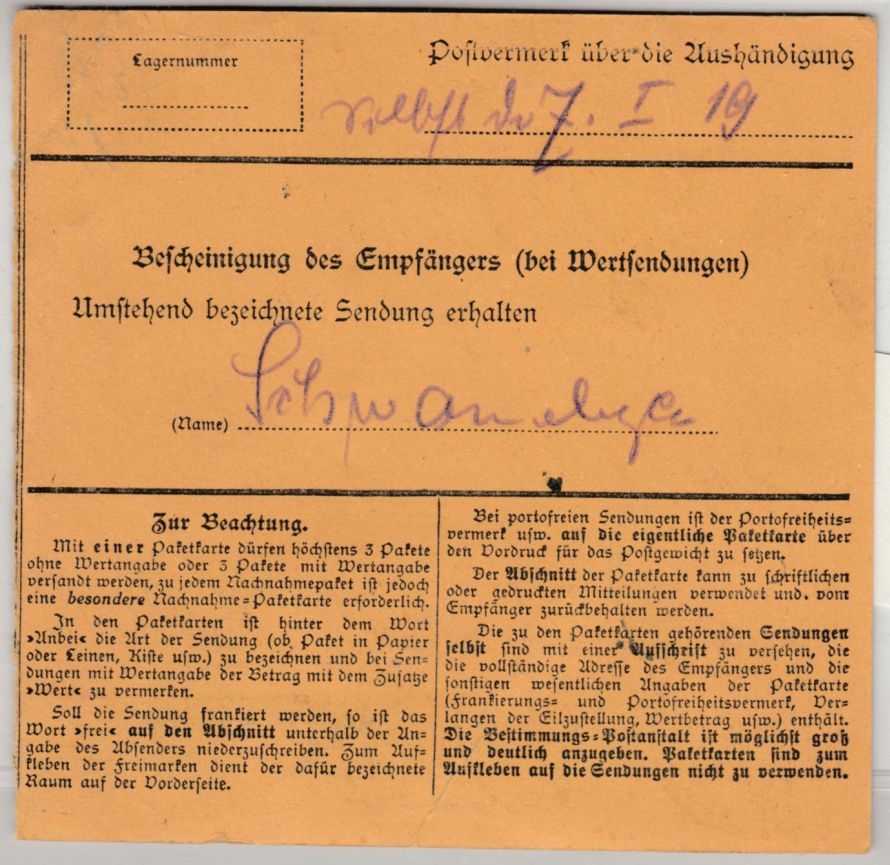 Lagernummer
Postvermerk über die Aushändigung
7. I 19
Bescheinigung des Empfängers (bei Wertsendungen)
Umstehend bezeichnete Sendung erhalten
(Name)
Zur Beachtung.
Mit einer Paketkarte dürfen höchstens 3 Pakete
ohne Wertangabe oder 3 Pakete mit Wertangabe
versandt werden, zu jedem Nachnahmepaket ist jedoch
eine besondere Nachnahme-Paketkarte erforderlich.
In den Paketkarten ist hinter dem Wort
»Anbei« die Art der Sendung (ob Paket in Papier
oder Leinen, Kiste usw.) zu bezeichnen und bei Sen-
dungen mit Wertangabe der Betrag mit dem Zusatze
»Wert« zu vermerken.
Soll die Sendung frankiert werden, so ist das
Wort »frei« auf den Abschnitt unterhalb der An-
gabe des Absenders niederzuschreiben. Zum Auf-
kleben der Freimarken dient der dafür bezeichnete
Raum auf der Vorderseite.
Bei portofreien Sendungen ist der Portofreiheits-
vermerk usw. auf die eigentliche Paketkarte über
den Vordruck für das Postgewicht zu setzen.
Der Abschnitt der Paketkarte kann zu schriftlichen
oder gedruckten Mitteilungen verwendet und vom
Empfänger zurückbehalten werden.
Die zu den Paketkarten gehörenden Sendungen
selbst sind mit einer Aufschrift zu versehen, die
die vollständige Adresse des Empfängers und die
sonstigen wesentlichen Angaben der Paketkarte
(Frankierungs- und Portofreiheitsvermerk, Ver-
langen der Eilzustellung, Wertbetrag usw.) enthält.
Die Bestimmungs-Postanstalt ist möglichst groß
und deutlich anzugeben. Paketkarten sind zum
Aufkleben auf die Sendungen nicht zu verwenden.